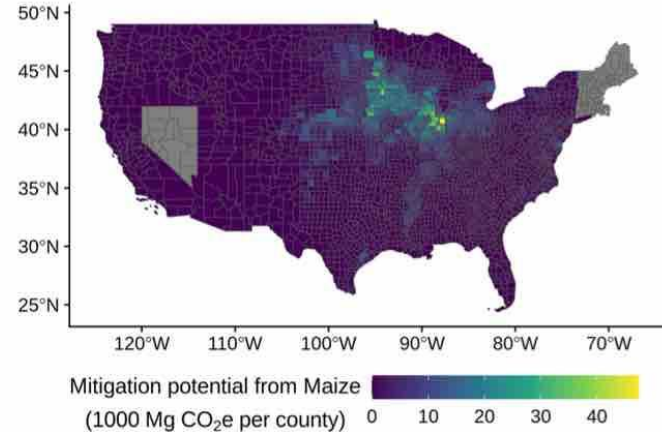 50°N
45°N
40°N
35°N
30°N
25°N
120°W 110°W 100°W 90°W 80°W 70°W
Mitigation potential from Maize
(1000 Mg CO₂e per county)
0 10 20 30 40